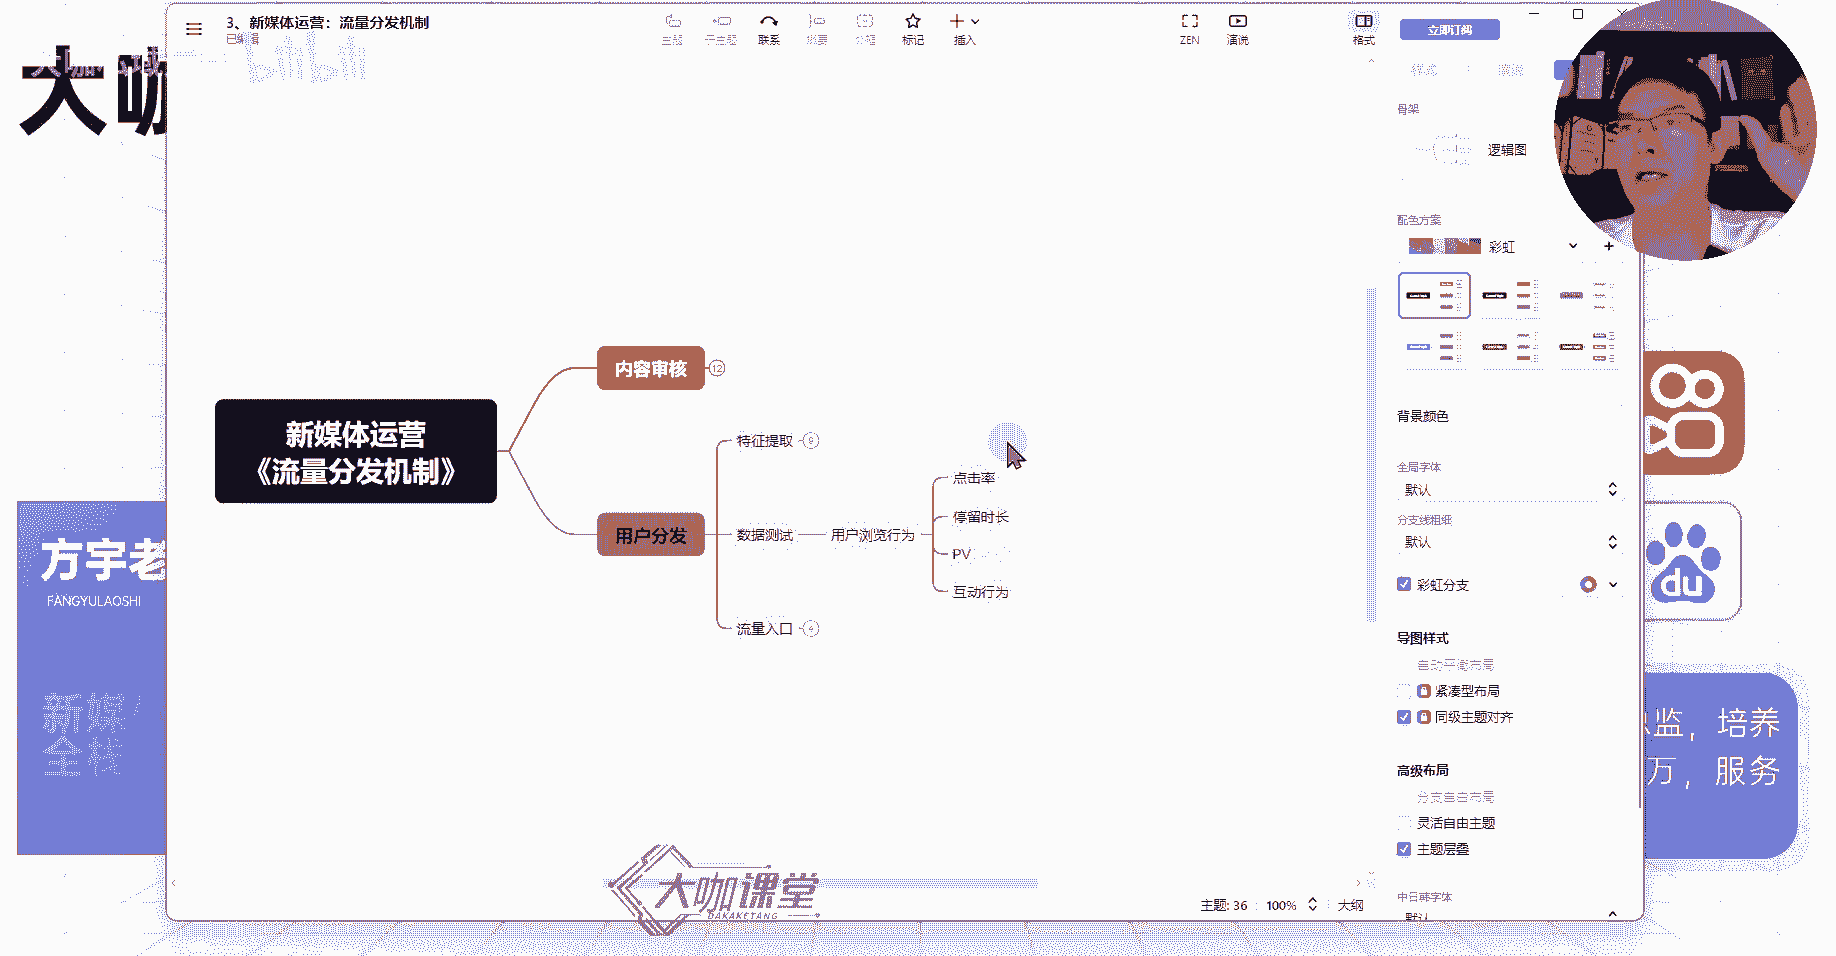 3、新媒体运营：流量分发机制
已编辑
主题
子主题
联系
概要
外框
标记
插入
ZEN
演说
格式
立即订阅
bilibili
大咖
骨架
逻辑图
配色方案
彩虹
背景颜色
全局字体
默认
分支线粗细
默认
彩虹分支
导图样式
自动平衡布局
紧凑型布局
同级主题对齐
高级布局
分支自由布局
灵活自由主题
主题层叠
中日韩字体
默认
新媒体运营
《流量分发机制》
内容审核
12
用户分发
特征提取
9
数据测试
用户浏览行为
点击率
停留时长
PV
互动行为
流量入口
4
方宇老
FANGYULAOSHI
新媒
全栈
du
监，培养
万，服务
大咖课堂
DAKAKETANG
主题: 36
100%
大纲